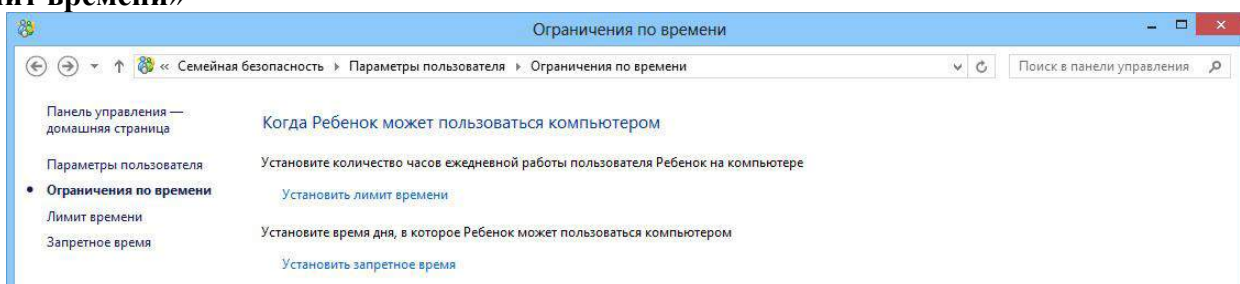 мит времени»
Ограничения по времени
« Семейная безопасность ▸ Параметры пользователя ▸ Ограничения по времени
Поиск в панели управления
Панель управления —
домашняя страница
Когда Ребенок может пользоваться компьютером
Параметры пользователя
Установите количество часов ежедневной работы пользователя Ребенок на компьютере
• Ограничения по времени
Установить лимит времени
Лимит времени
Установите время дня, в которое Ребенок может пользоваться компьютером
Запретное время
Установить запретное время